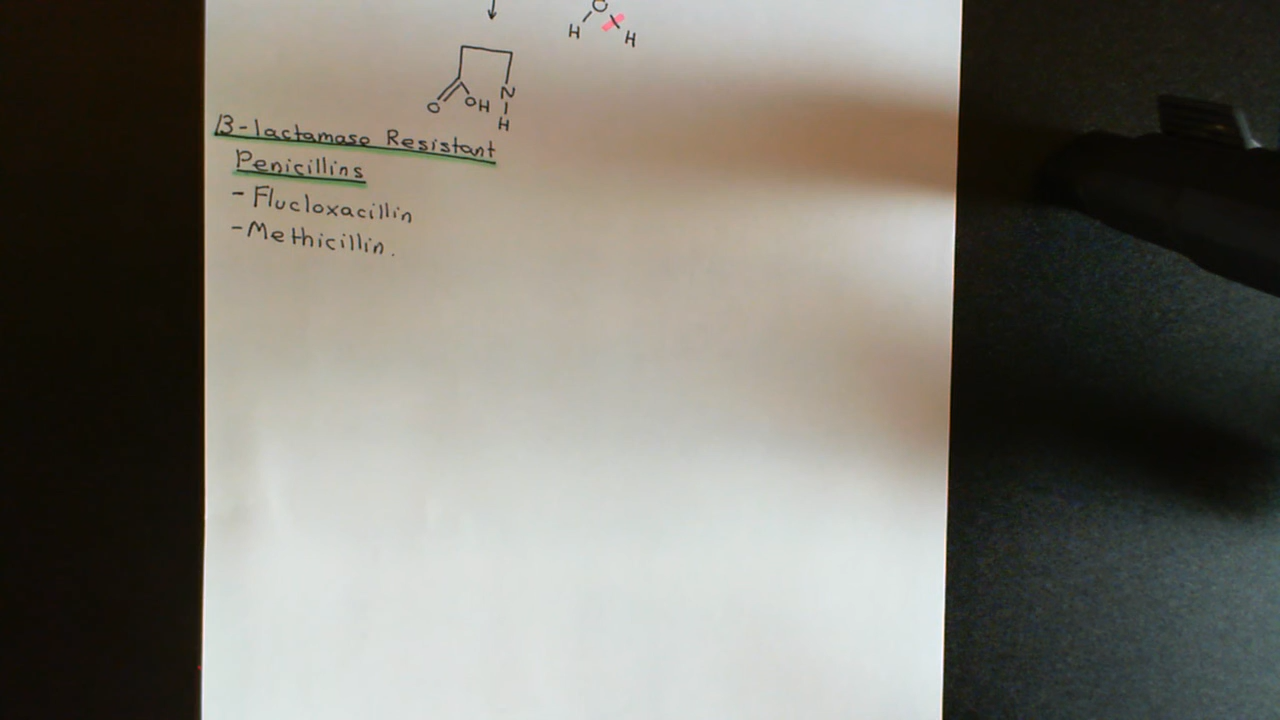 O
H
H
O
OH
N
H
β-lactamase Resistant
Penicillins
- Flucloxacillin
- Methicillin.